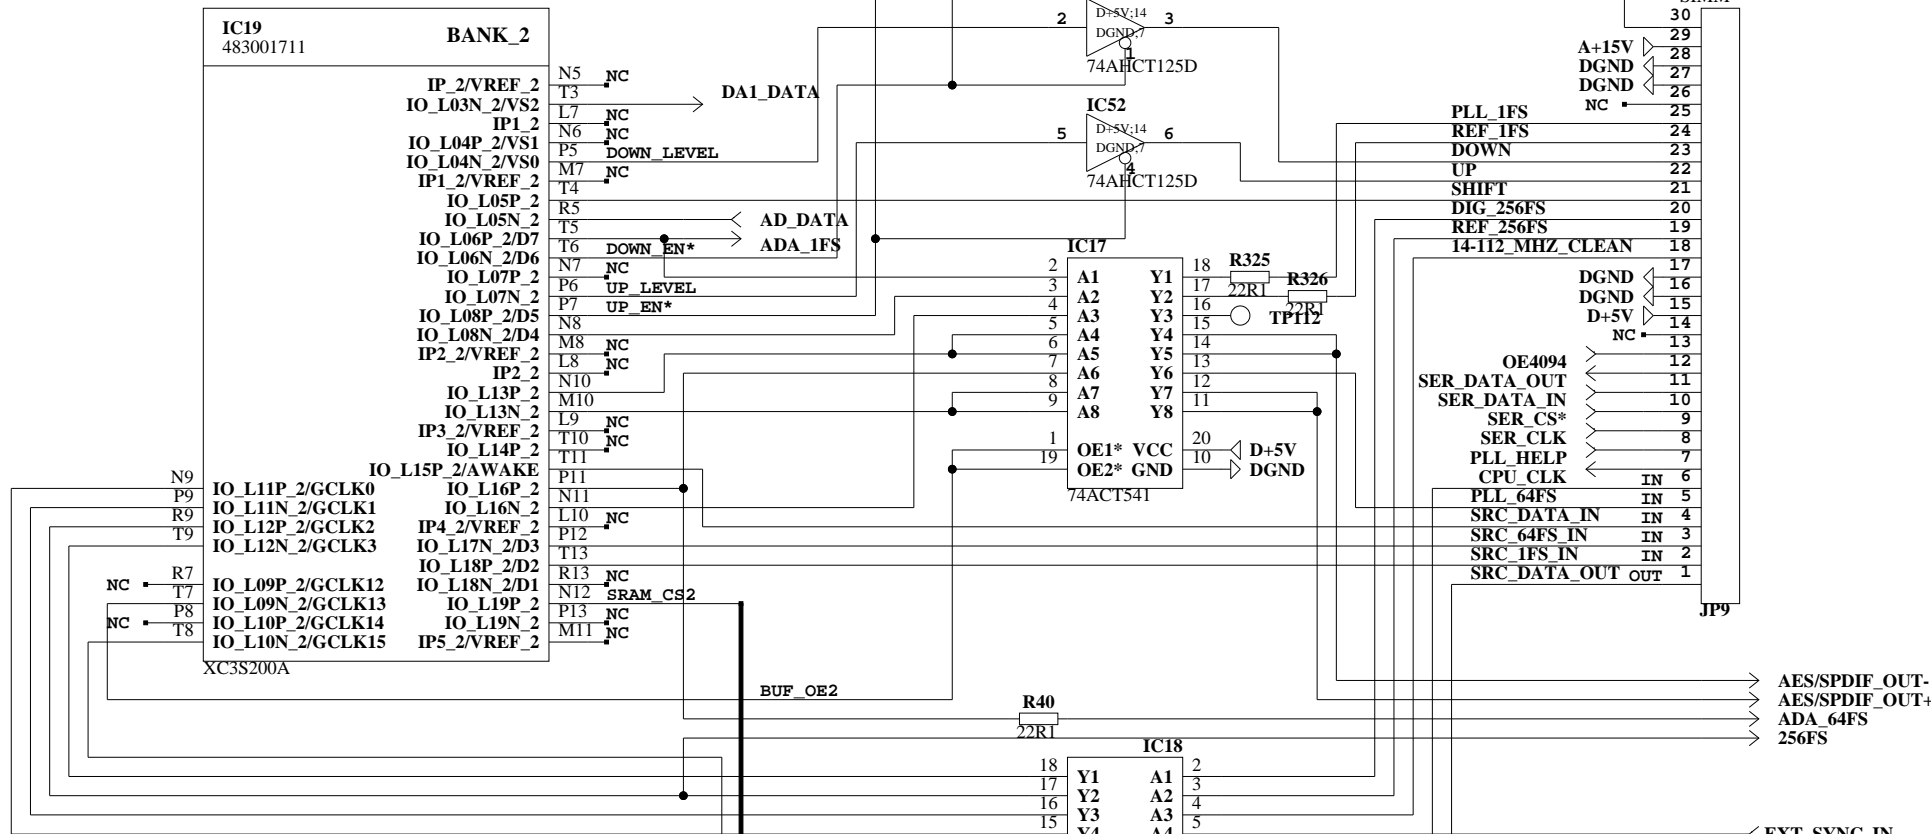 IC19
483001711
BANK_2
IP_2/VREF_2 N5 NC
IO_L03N_2/VS2 T3 DA1_DATA
IP1_2 L7 NC
IO_L04P_2/VS1 N6 NC
IO_L04N_2/VS0 P5 DOWN_LEVEL
IP1_2/VREF_2 M7 NC
IO_L05P_2 T4
IO_L05N_2 R5 AD_DATA
IO_L06P_2/D7 T5 ADA_1FS
IO_L06N_2/D6 T6 DOWN_EN*
IO_L07P_2 N7 NC
IO_L07N_2 P6 UP_LEVEL
IO_L08P_2/D5 P7 UP_EN*
IO_L08N_2/D4 N8
IP2_2/VREF_2 M8 NC
IP2_2 L8 NC
IO_L13P_2 N10
IO_L13N_2 M10
IP3_2/VREF_2 L9 NC
IO_L14P_2 T10 NC
IO_L15P_2/AWAKE T11
IO_L16P_2 P11
IO_L16N_2 N11
IP4_2/VREF_2 L10 NC
IO_L17N_2/D3 P12
IO_L18P_2/D2 T13
IO_L18N_2/D1 R13 NC
IO_L19P_2 N12 SRAM_CS2
IO_L19N_2 P13 NC
IP5_2/VREF_2 M11 NC
N9 IO_L11P_2/GCLK0
P9 IO_L11N_2/GCLK1
R9 IO_L12P_2/GCLK2
T9 IO_L12N_2/GCLK3
NC R7 IO_L09P_2/GCLK12
T7 IO_L09N_2/GCLK13
NC P8 IO_L10P_2/GCLK14
T8 IO_L10N_2/GCLK15
XC3S200A
BUF_OE2
2 D+5V;14 3
DGND;7
1
74AHCT125D
IC52
5 D+5V;14 6
DGND;7
4
74AHCT125D
IC17
2 A1 Y1 18
3 A2 Y2 17
4 A3 Y3 16
5 A4 Y4 15
6 A5 Y5 14
7 A6 Y6 13
8 A7 Y7 12
9 A8 Y8 11
1 OE1* VCC 20 D+5V
19 OE2* GND 10 DGND
74ACT541
R325
22R1
R326
22R1
TP112
R40
22R1
IC18
18 Y1 A1 2
17 Y2 A2 3
16 Y3 A3 4
15 Y4 A4 5
SIMM
30
29
A+15V 28
DGND 27
DGND 26
NC 25
PLL_1FS 24
REF_1FS 23
DOWN 22
UP 21
SHIFT 20
DIG_256FS 19
REF_256FS 18
14-112_MHZ_CLEAN 17
DGND 16
DGND 15
D+5V 14
NC 13
OE4094 12
SER_DATA_OUT 11
SER_DATA_IN 10
SER_CS* 9
SER_CLK 8
PLL_HELP 7
CPU_CLK IN 6
PLL_64FS IN 5
SRC_DATA_IN IN 4
SRC_64FS_IN IN 3
SRC_1FS_IN IN 2
SRC_DATA_OUT OUT 1
JP9
AES/SPDIF_OUT-
AES/SPDIF_OUT+
ADA_64FS
256FS
EXT_SYNC_IN